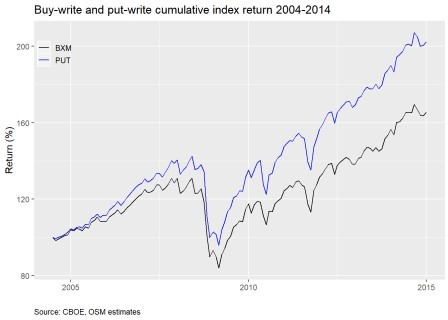 Buy-write and put-write cumulative index return 2004-2014
Return (%)
200
160
120
80
BXM
PUT
2005
2010
2015
Source: CBOE, OSM estimates